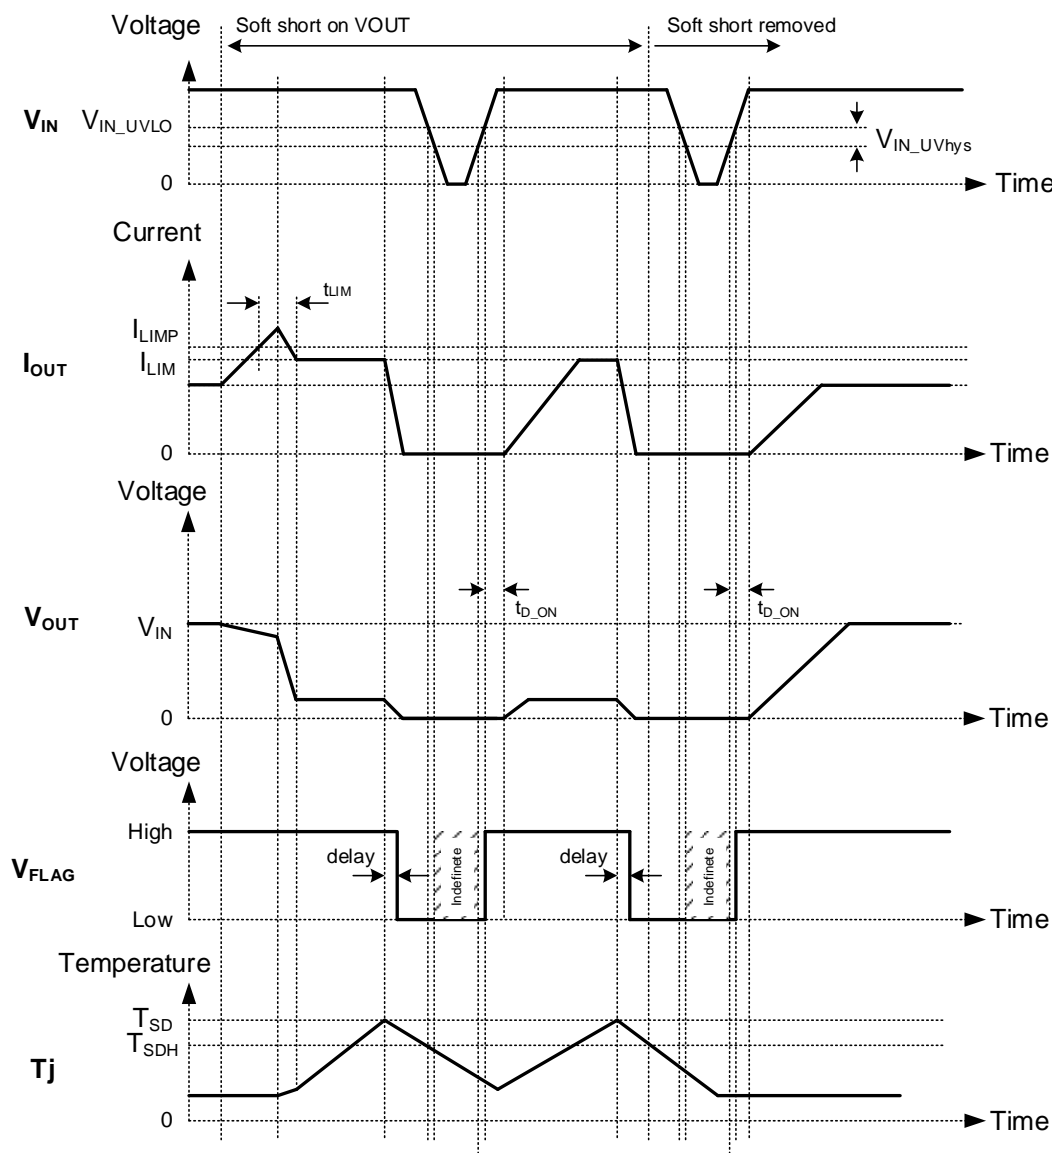 Voltage
Soft short on VOUT
Soft short removed
VIN
VIN_UVLO
VIN_UVhys
0
Time
Current
tLIM
ILIMP
ILIM
IOUT
0
Time
Voltage
tD_ON
tD_ON
VOUT
VIN
0
Time
Voltage
High
delay
Indefinete
delay
Indefinete
VFLAG
Low
Time
Temperature
TSD
TSDH
Tj
0
Time